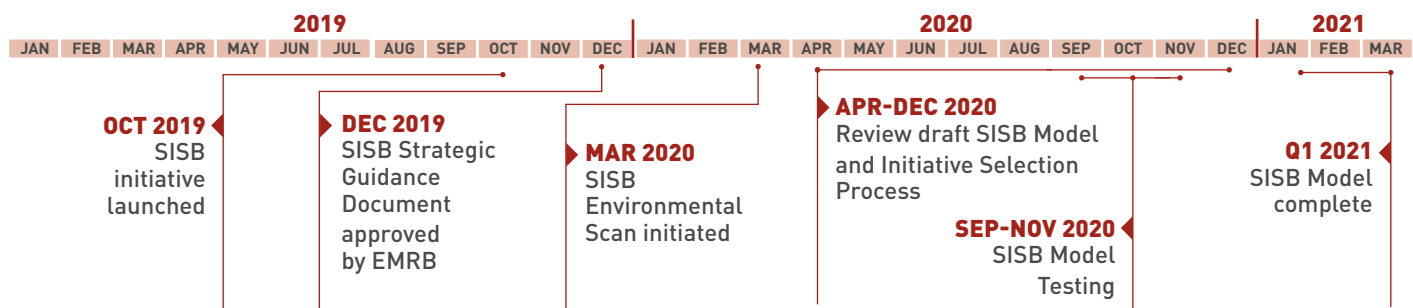 2019 2020 2021
JAN FEB MAR APR MAY JUN JUL AUG SEP OCT NOV DEC JAN FEB MAR APR MAY JUN JUL AUG SEP OCT NOV DEC JAN FEB MAR
OCT 2019
SISB
initiative
launched
DEC 2019
SISB Strategic
Guidance
Document
approved
by EMRB
MAR 2020
SISB
Environmental
Scan initiated
APR-DEC 2020
Review draft SISB Model
and Initiative Selection
Process
SEP-NOV 2020
SISB Model
Testing
Q1 2021
SISB Model
complete